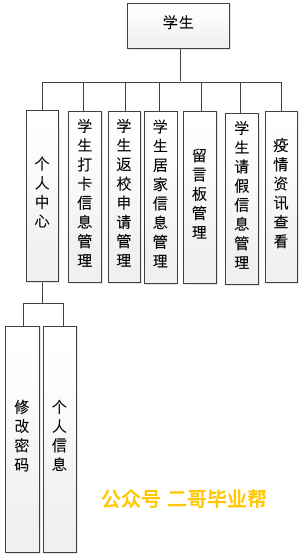 学生
个人中心
学生打卡信息管理
学生返校申请管理
学生居家信息管理
留言板管理
学生请假信息管理
疫情资讯查看
修改密码
个人信息
公众号 二哥毕业帮